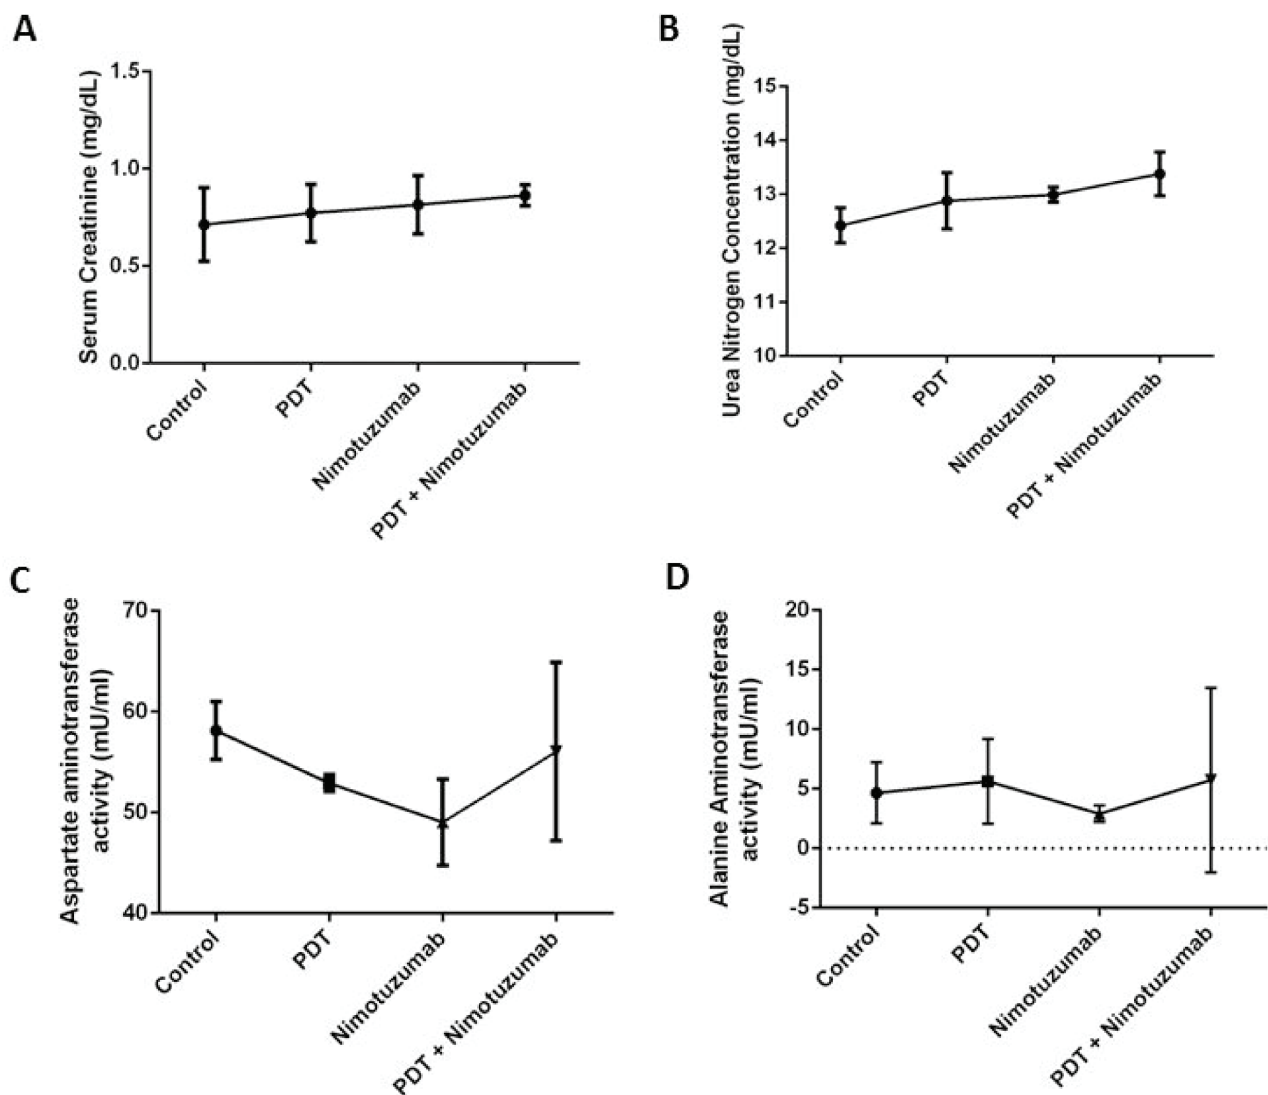 A
Serum Creatinine (mg/dL)
1.5
1.0
0.5
0.0
Control
PDT
Nimotuzumab
PDT + Nimotuzumab
B
Urea Nitrogen Concentration (mg/dL)
15
14
13
12
11
10
Control
PDT
Nimotuzumab
PDT + Nimotuzumab
C
Aspartate aminotransferase
activity (mU/ml)
70
60
50
40
Control
PDT
Nimotuzumab
PDT + Nimotuzumab
D
Alanine Aminotransferase
activity (mU/ml)
20
15
10
5
0
-5
Control
PDT
Nimotuzumab
PDT + Nimotuzumab